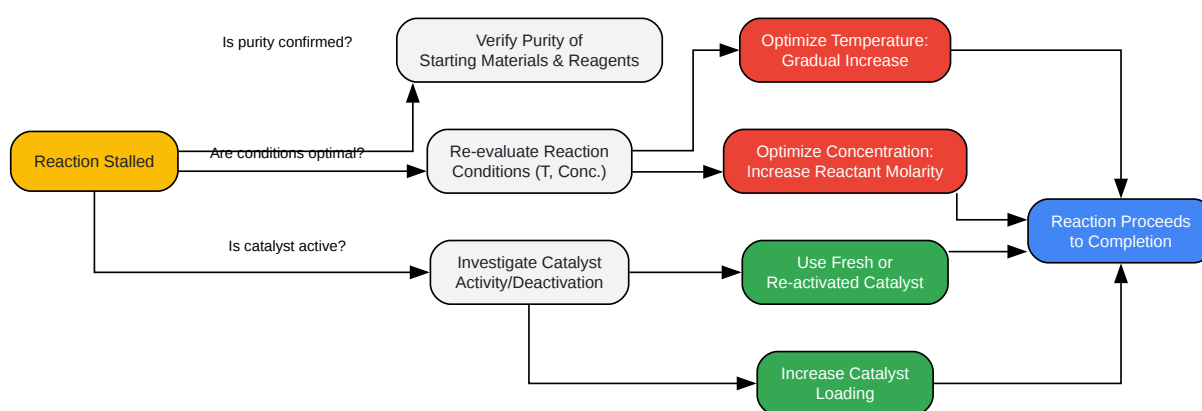 Is purity confirmed?
Verify Purity of
Starting Materials & Reagents
Optimize Temperature:
Gradual Increase
Reaction Stalled
Are conditions optimal?
Re-evaluate Reaction
Conditions (T, Conc.)
Optimize Concentration:
Increase Reactant Molarity
Reaction Proceeds
to Completion
Is catalyst active?
Investigate Catalyst
Activity/Deactivation
Use Fresh or
Re-activated Catalyst
Increase Catalyst
Loading